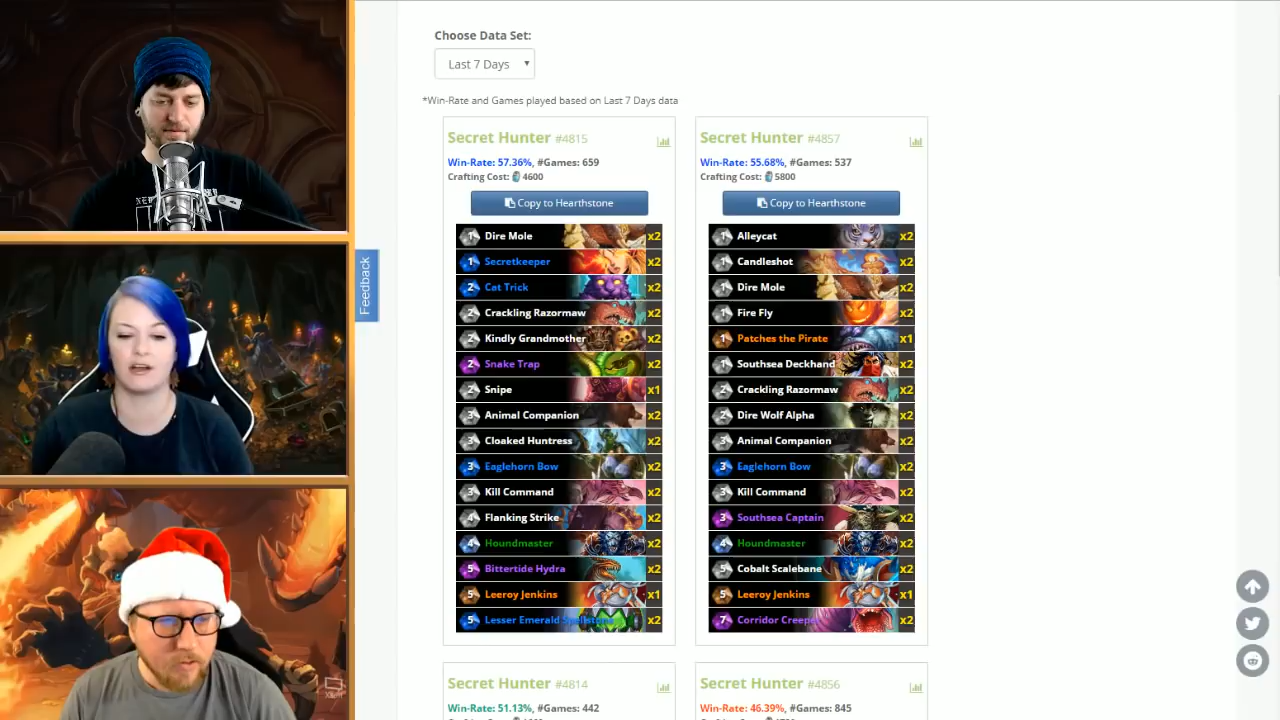 Choose Data Set:
Last 7 Days
*Win-Rate and Games played based on Last 7 Days data
Feedback
Secret Hunter #4815
Win-Rate: 57.36%, #Games: 659
Crafting Cost: 4600
Copy to Hearthstone
1 Dire Mole x2
1 Secretkeeper x2
2 Cat Trick x2
2 Crackling Razormaw x2
2 Kindly Grandmother x2
2 Snake Trap x2
2 Snipe x1
3 Animal Companion x2
3 Cloaked Huntress x2
3 Eaglehorn Bow x2
3 Kill Command x2
4 Flanking Strike x2
4 Houndmaster x2
5 Bittertide Hydra x2
5 Leeroy Jenkins x1
5 Lesser Emerald Spellstone x2
Secret Hunter #4857
Win-Rate: 55.68%, #Games: 537
Crafting Cost: 5800
Copy to Hearthstone
1 Alleycat x2
1 Candleshot x2
1 Dire Mole x2
1 Fire Fly x2
1 Patches the Pirate x1
1 Southsea Deckhand x2
2 Crackling Razormaw x2
2 Dire Wolf Alpha x2
3 Animal Companion x2
3 Eaglehorn Bow x2
3 Kill Command x2
3 Southsea Captain x2
4 Houndmaster x2
5 Cobalt Scalebane x2
5 Leeroy Jenkins x1
7 Corridor Creeper x2
Secret Hunter #4814
Win-Rate: 51.13%, #Games: 442
Secret Hunter #4856
Win-Rate: 46.39%, #Games: 845